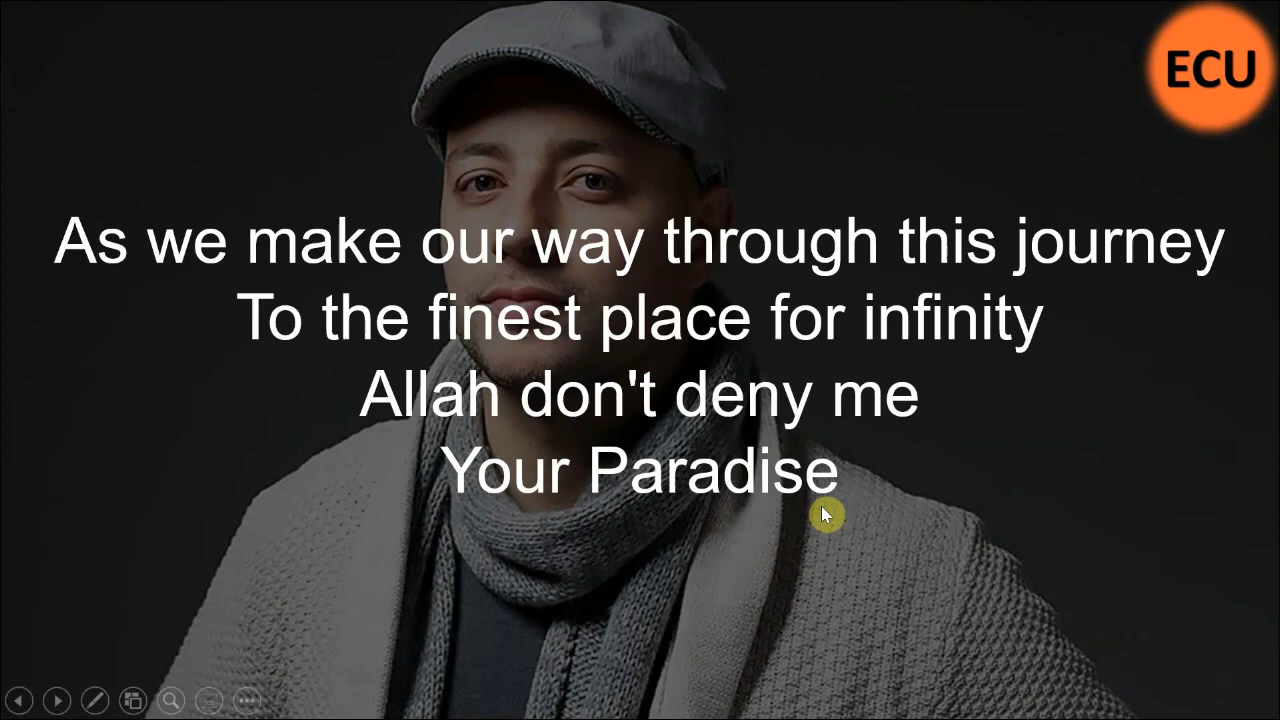 ECU
As we make our way through this journey
To the finest place for infinity
Allah don't deny me
Your Paradise